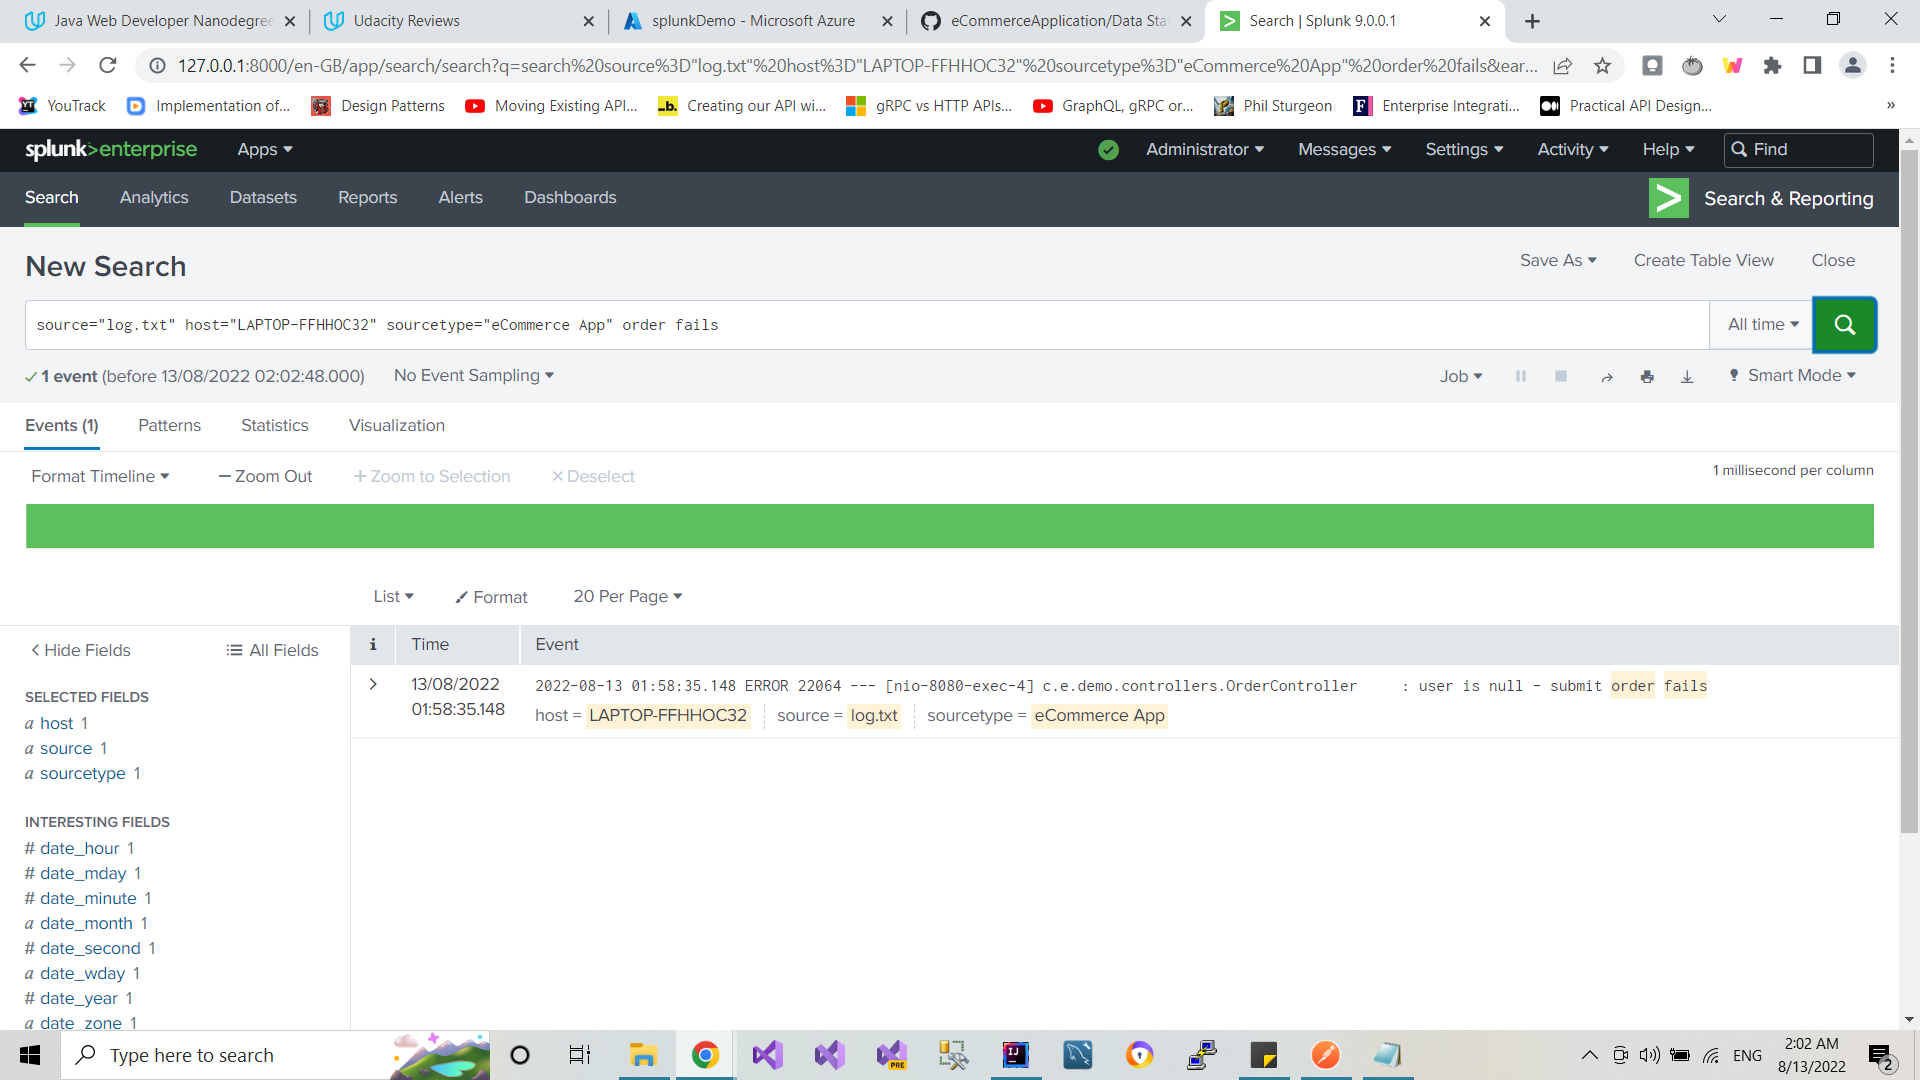 Java Web Developer Nanodegree
Udacity Reviews
splunkDemo - Microsoft Azure
eCommerceApplication/Data Sta
Search | Splunk 9.0.0.1
127.0.0.1:8000/en-GB/app/search/search?q=search%20source%3D"log.txt"%20host%3D"LAPTOP-FFHHOC32"%20sourcetype%3D"eCommerce%20App"%20order%20fails&ear...
YouTrack
Implementation of...
Design Patterns
Moving Existing API...
Creating our API wi...
gRPC vs HTTP APIs...
GraphQL, gRPC or...
Phil Sturgeon
Enterprise Integrati...
Practical API Design...
»
splunk>enterprise
Apps
Administrator
Messages
Settings
Activity
Help
Find
Search
Analytics
Datasets
Reports
Alerts
Dashboards
Search & Reporting
New Search
Save As
Create Table View
Close
source="log.txt" host="LAPTOP-FFHHOC32" sourcetype="eCommerce App" order fails
All time
1 event (before 13/08/2022 02:02:48.000)
No Event Sampling
Job
Smart Mode
Events (1)
Patterns
Statistics
Visualization
Format Timeline
— Zoom Out
+ Zoom to Selection
× Deselect
1 millisecond per column
List
Format
20 Per Page
< Hide Fields
All Fields
i
Time
Event
SELECTED FIELDS
a host 1
a source 1
a sourcetype 1
INTERESTING FIELDS
# date_hour 1
# date_mday 1
# date_minute 1
a date_month 1
# date_second 1
a date_wday 1
# date_year 1
a date_zone 1
>
13/08/2022
01:58:35.148
2022-08-13 01:58:35.148 ERROR 22064 --- [nio-8080-exec-4] c.e.demo.controllers.OrderController : user is null - submit order fails
host = LAPTOP-FFHHOC32
source = log.txt
sourcetype = eCommerce App
Type here to search
PRE
IJ
ENG
2:02 AM
8/13/2022
2